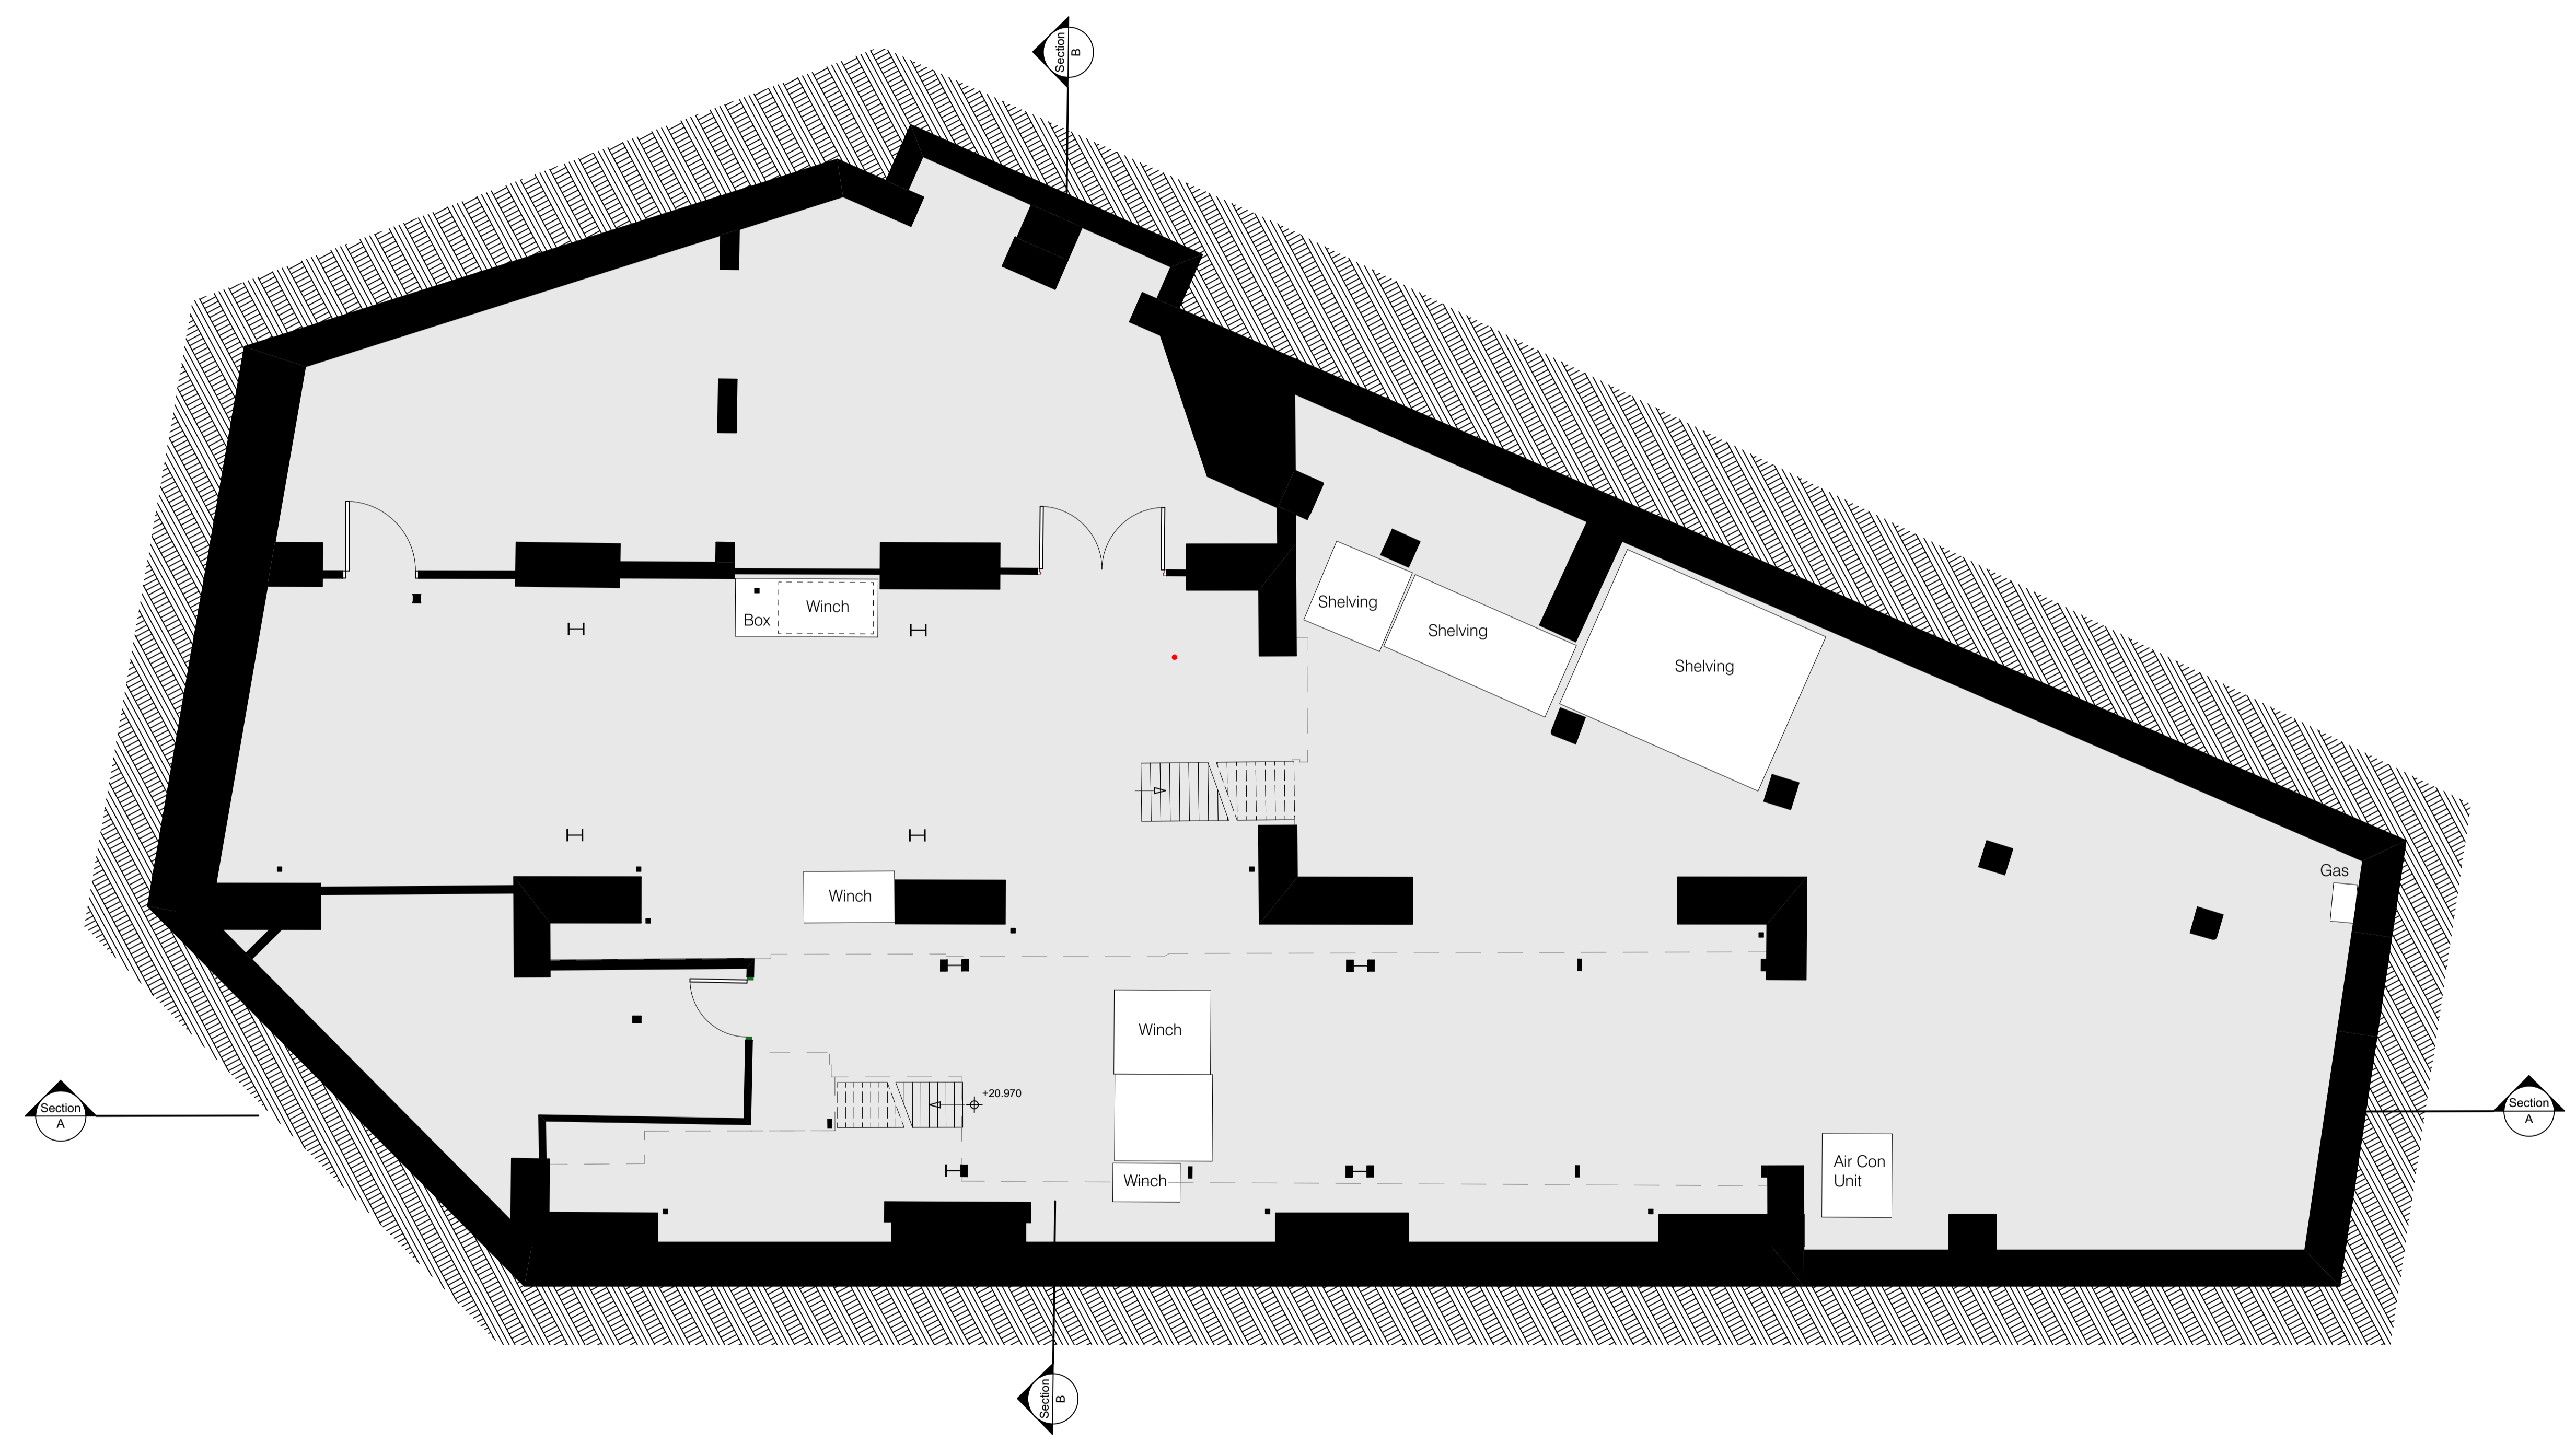 Section
B
Shelving
Winch
Box
Shelving
Shelving
Gas
Winch
Winch
+20.970
Section
A
Section
A
Air Con
Unit
Winch
Section
B